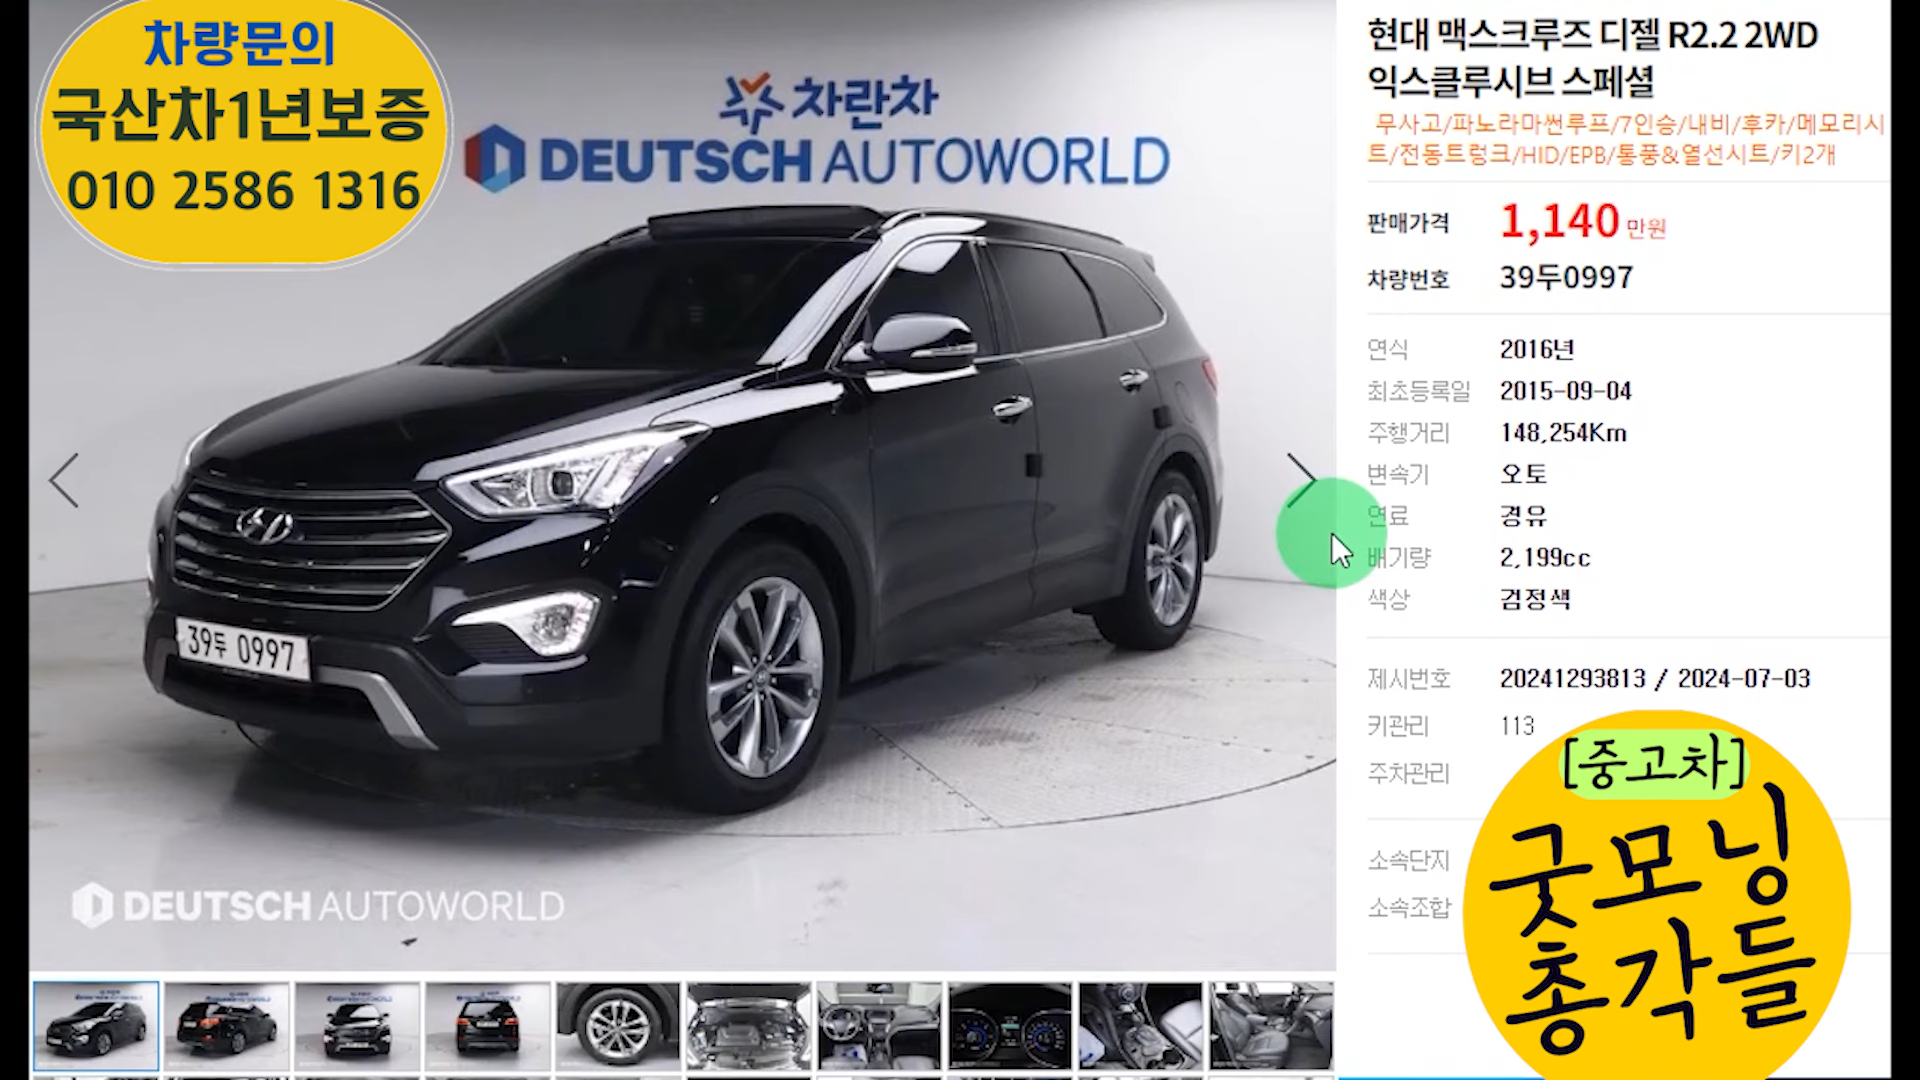 차량문의
국산차1년보증
010 2586 1316
차란차
DEUTSCH AUTOWORLD
39두 0997
DEUTSCH AUTOWORLD
현대 맥스크루즈 디젤 R2.2 2WD
익스클루시브 스페셜
무사고/파노라마썬루프/7인승/내비/후카/메모리시
트/전동트렁크/HID/EPB/통풍&열선시트/키2개
판매가격 1,140 만원
차량번호 39두0997
연식 2016년
최초등록일 2015-09-04
주행거리 148,254Km
변속기 오토
연료 경유
배기량 2,199cc
색상 검정색
제시번호 20241293813 / 2024-07-03
키관리 113
주차관리
소속단지
소속조합
[중고차]
굿모닝
총각들